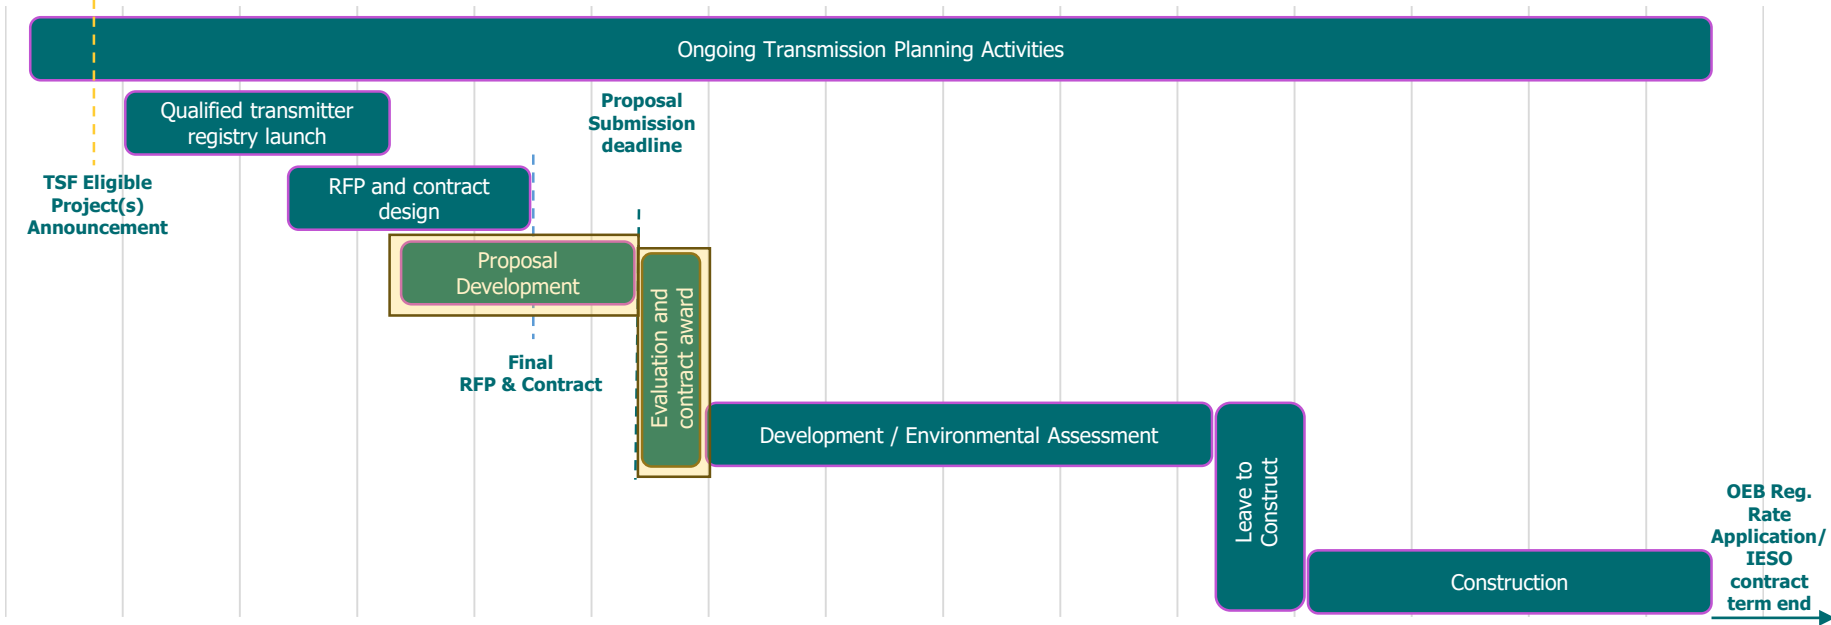 Ongoing Transmission Planning Activities
Qualified transmitter
registry launch
Proposal
Submission
deadline
TSF Eligible
Project(s)
Announcement
RFP and contract
design
Proposal
Development
Final
RFP & Contract
Evaluation and
contract award
Development / Environmental Assessment
Leave to
Construct
OEB Reg.
Rate
Application/
IESO
contract
term end
Construction